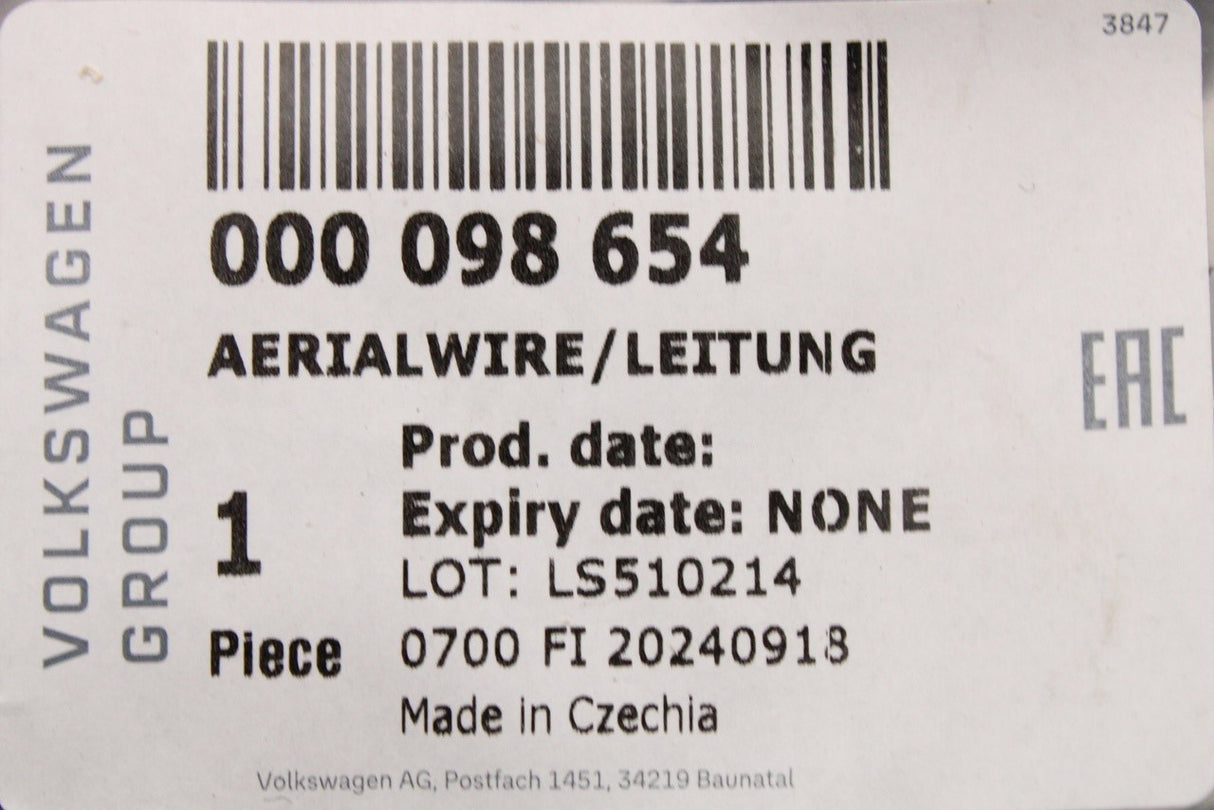 3847
VOLKSWAGEN
GROUP
000 098 654
AERIALWIRE/LEITUNG
Prod. date:
Expiry date: NONE
1
LOT: LS510214
Piece
0700 FI 20240918
Made in Czechia
EAC
Volkswagen AG, Postfach 1451, 34219 Baunatal